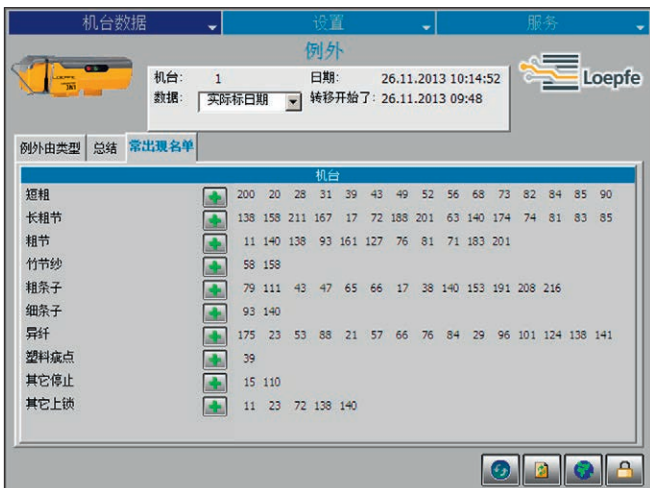 机台数据 设置 服务
例外
LOEPFE
Loepfe
机台: 1 日期: 26.11.2013 10:14:52
数据: 实际标日期 转移开始了: 26.11.2013 09:48
例外由类型 总结 常出现名单
机台
短粗 200 20 28 31 39 43 49 52 56 68 73 82 84 85 90
长粗节 138 158 211 167 17 72 188 201 63 140 174 74 81 83 85
粗节 11 140 138 93 161 127 76 81 71 183 201
竹节纱 58 158
粗条子 79 111 43 47 65 66 17 38 140 153 191 208 216
细条子 93 140
异纤 175 23 53 88 21 57 66 76 84 29 96 101 124 138 141
塑料疵点 39
其它停止 15 110
其它上锁 11 23 72 138 140